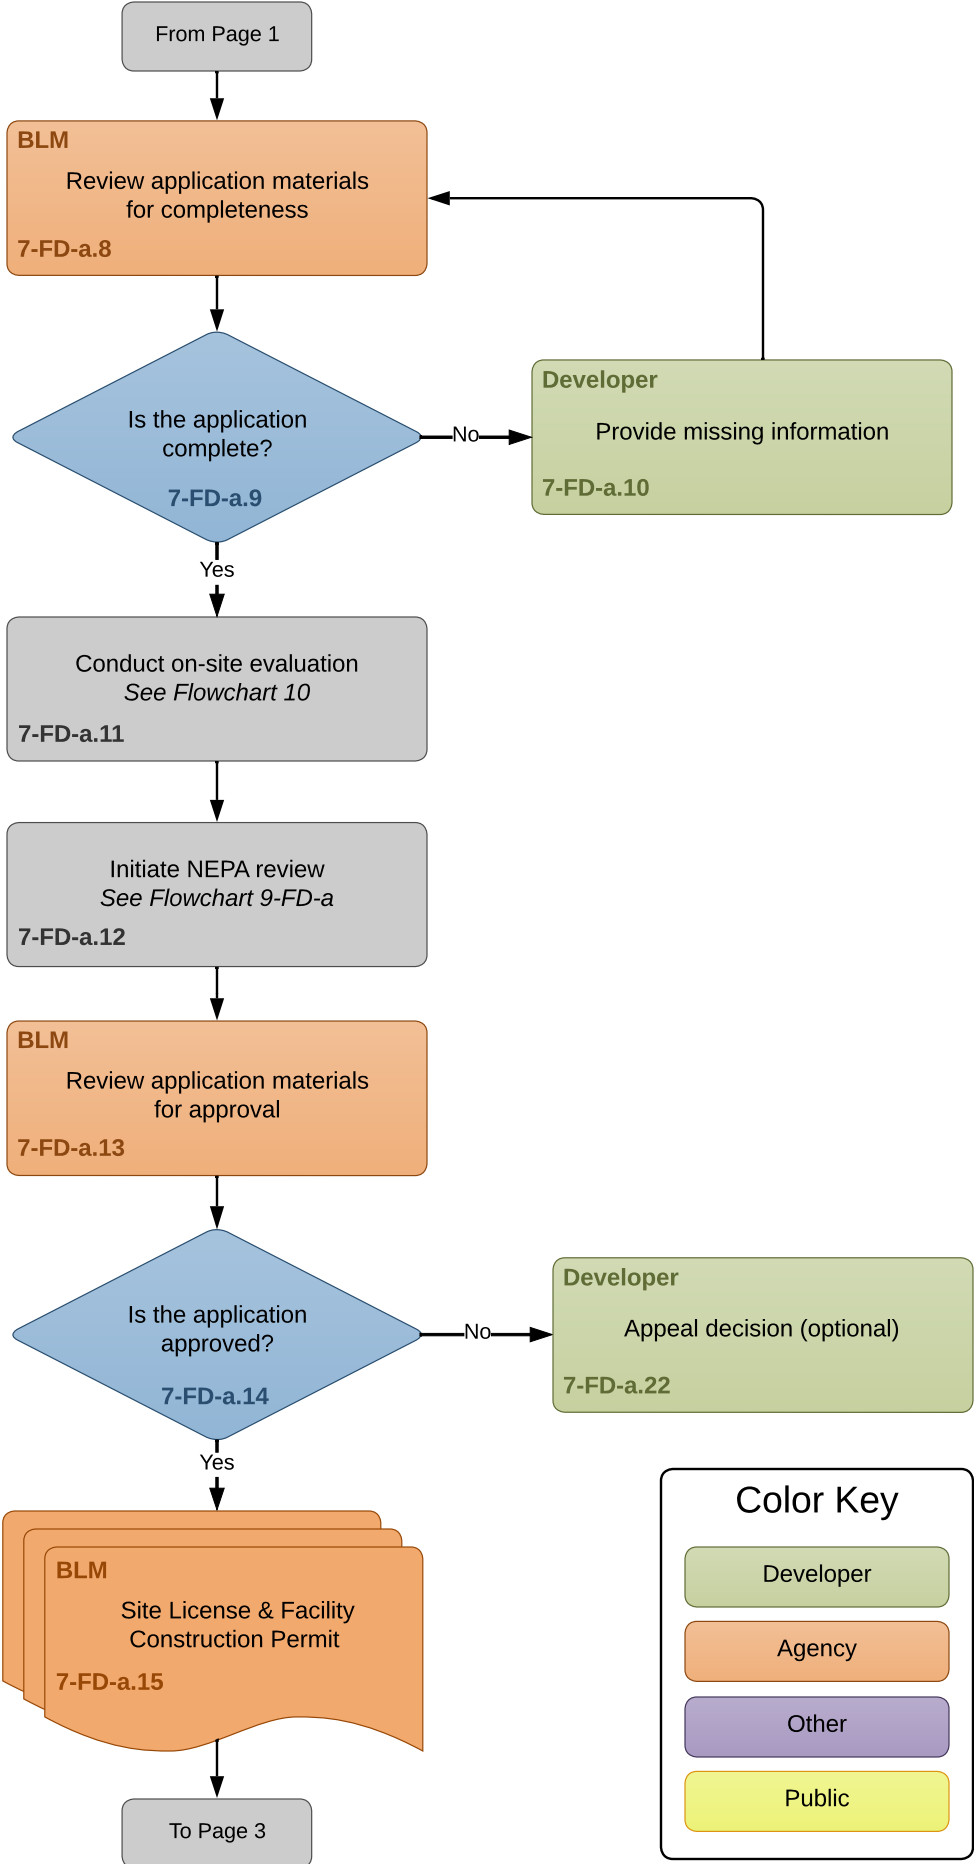 From Page 1
BLM
Review application materials
for completeness
7-FD-a.8
Is the application
complete?
7-FD-a.9
No
Developer
Provide missing information
7-FD-a.10
Yes
Conduct on-site evaluation
See Flowchart 10
7-FD-a.11
Initiate NEPA review
See Flowchart 9-FD-a
7-FD-a.12
BLM
Review application materials
for approval
7-FD-a.13
Is the application
approved?
7-FD-a.14
No
Developer
Appeal decision (optional)
7-FD-a.22
Yes
BLM
Site License & Facility
Construction Permit
7-FD-a.15
To Page 3
Color Key
Developer
Agency
Other
Public